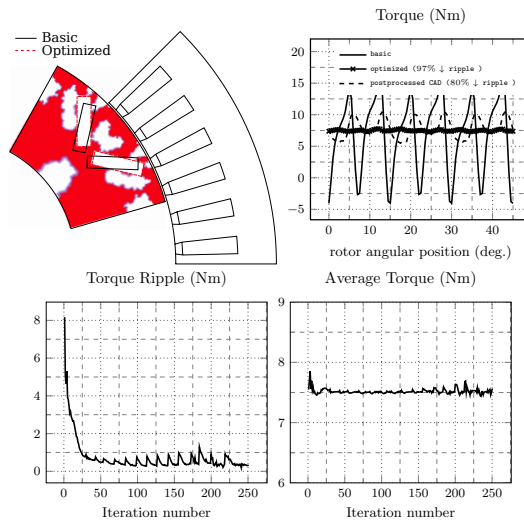 Basic
Optimized
Torque (Nm)
basic
optimized (97% ↓ ripple )
postprocessed CAD (80% ↓ ripple )
20
15
10
5
0
−5
0 10 20 30 40
rotor angular position (deg.)
Torque Ripple (Nm)
8
6
4
2
0
0 50 100 150 200 250
Iteration number
Average Torque (Nm)
9
8
7
6
0 50 100 150 200 250
Iteration number